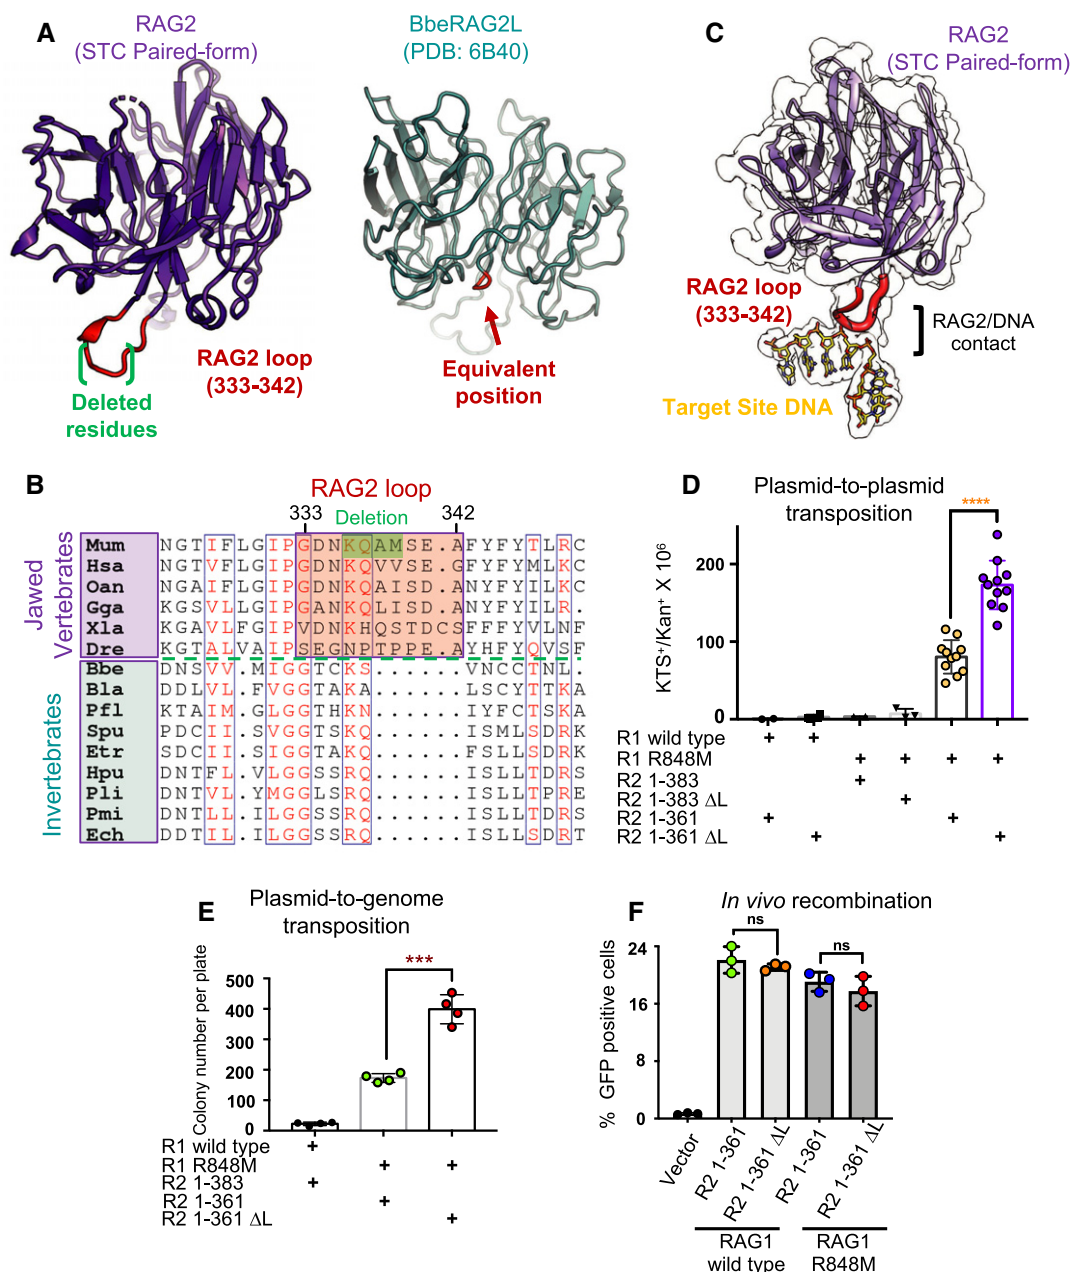 A
RAG2
(STC Paired-form)
BbeRAG2L
(PDB: 6B40)
RAG2 loop
(333-342)
Deleted
residues
Equivalent
position
C
RAG2
(STC Paired-form)
RAG2 loop
(333-342)
RAG2/DNA
contact
Target Site DNA
B
RAG2 loop
333 Deletion 342
Jawed
Vertebrates
Invertebrates
Mum NGTIFLGIPGDNKQAMSE.AFYFYTLRC
Hsa NGTVFLGIPGDNKQVVSE.GFYFYMLKC
Oan NGAIFLGIPGDNKQAISD.ANYFYILKC
Gga KGSVLLGIPGANKQLISD.AYYFYILR.
Xla KGAVLFGIPVDNKHQSTDCSFFFYVLNF
Dre KGTALVAIPSEGNPTPPE.AYHFYQVSF
Bbe DNSVV.MIGGTCKS......VNCCTNL.
Bla DDLVL.FVGGTAKA......LSCYTTKA
Pfl KTAIM.GLGGTHKN......IYFCTSKA
Spu PDCII.SVGGTSKQ......ISMLSDRK
Etr SDCII.SIGGTAKQ......FSLLTNRK
Hpu DNTFL.VLGGSSRQ......ISLLTDRS
Pli DNTVL.YMGGLSRQ......ISLLTPRE
Pmi DNTLL.ILGGSSRQ......ISLLTDRS
Ech DDTIL.ILGGSSRQ......ISLLSDRT
D
Plasmid-to-plasmid
transposition
****
KTS+/Kan+ X 10⁶
200
100
0
R1 wild type + +
R1 R848M + + + +
R2 1-383 +
R2 1-383 ΔL +
R2 1-361 + +
R2 1-361 ΔL + +
E
Plasmid-to-genome
transposition
***
Colony number per plate
500
400
300
200
100
0
R1 wild type +
R1 R848M + +
R2 1-383 +
R2 1-361 +
R2 1-361 ΔL +
F
In vivo recombination
ns
ns
% GFP positive cells
24
16
8
0
Vector
R2 1-361
R2 1-361 ΔL
R2 1-361
R2 1-361 ΔL
RAG1
wild type
RAG1
R848M